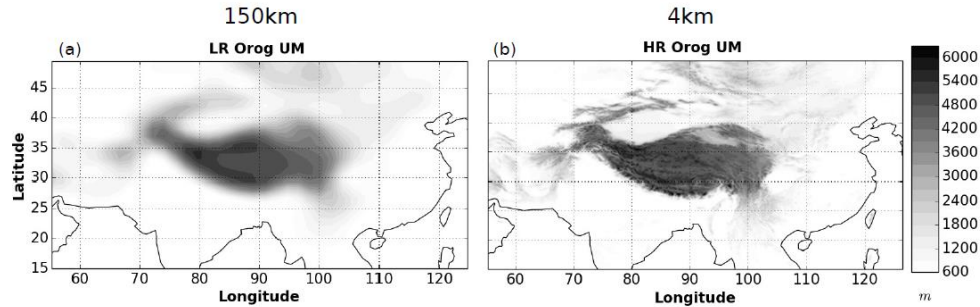 150km
4km
(a)
LR Orog UM
(b)
HR Orog UM
Latitude
45
40
35
30
25
20
15
60 70 80 90 100 110 120
Longitude
60 70 80 90 100 110 120
Longitude
6000
5400
4800
4200
3600
3000
2400
1800
1200
600
m